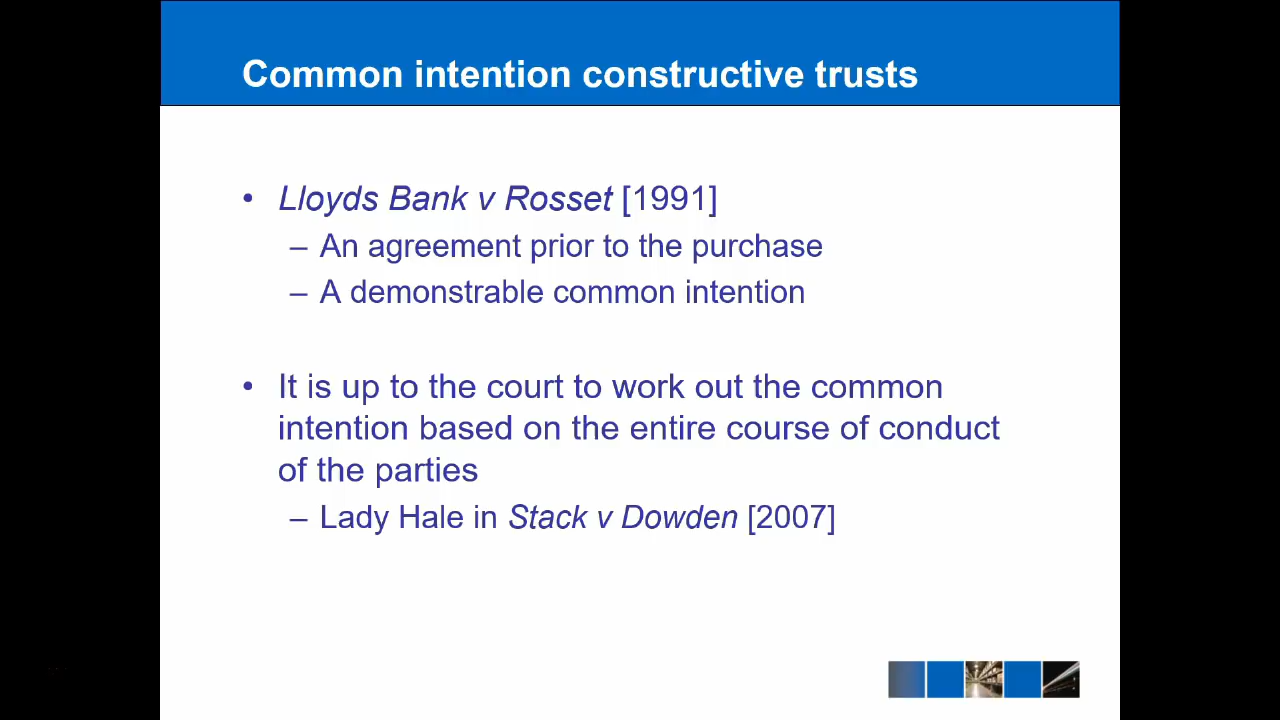 Common intention constructive trusts
• Lloyds Bank v Rosset [1991]
– An agreement prior to the purchase
– A demonstrable common intention
• It is up to the court to work out the common
intention based on the entire course of conduct
of the parties
– Lady Hale in Stack v Dowden [2007]